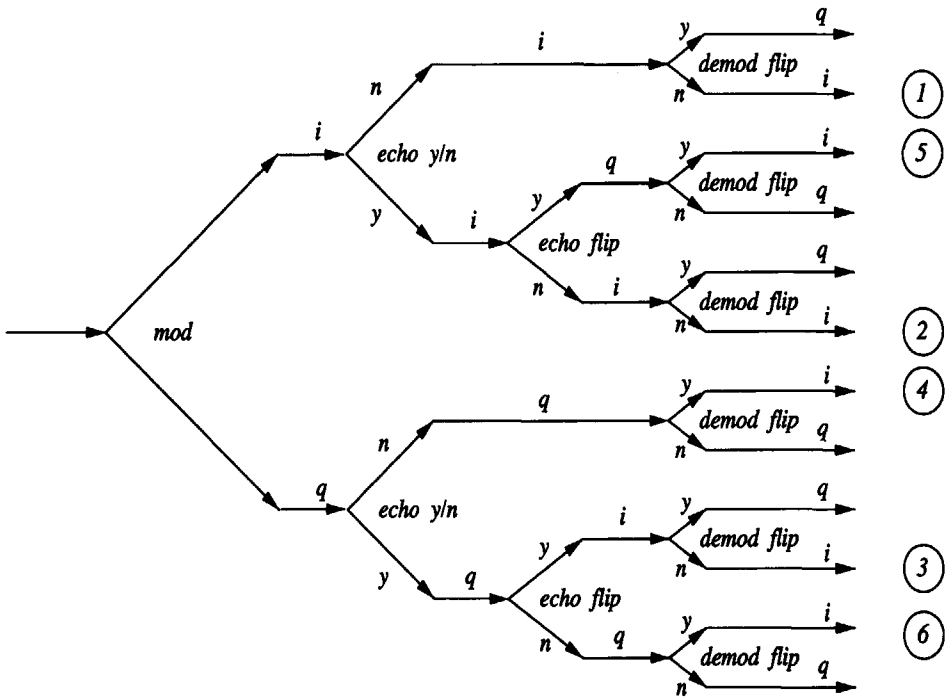 y q
i
demod flip
n i 1
n
i echo y/n
y i 5
q
demod flip
y
y i n q
echo flip
y q
n i demod flip
n i 2
mod
y i 4
q
demod flip
n n q
q echo y/n
y q
i
demod flip
y
y q n i 3
echo flip
y i 6
n q
demod flip
n q